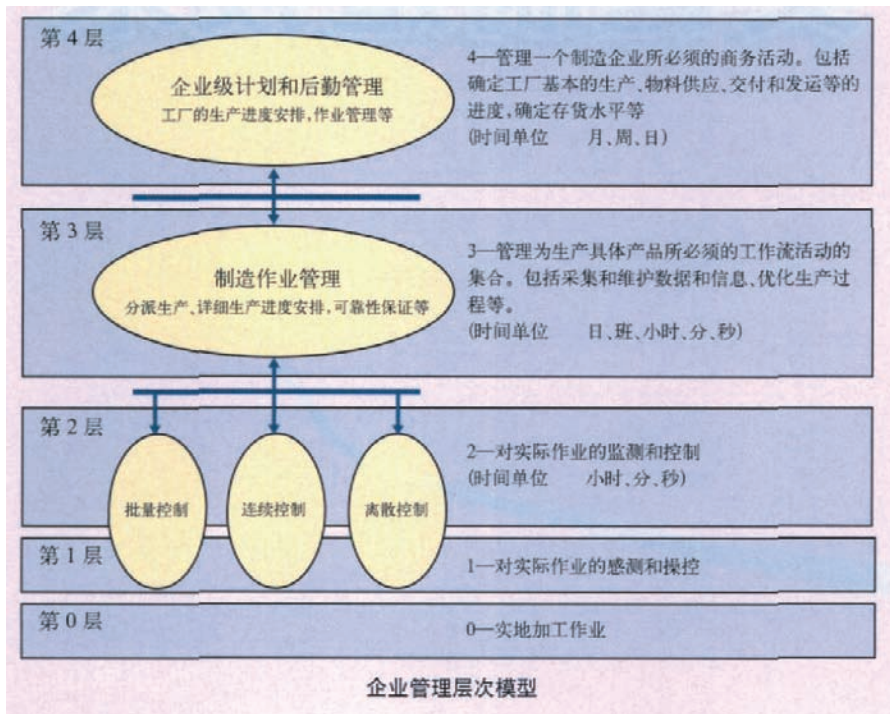 第4层
企业级计划和后勤管理
工厂的生产进度安排,作业管理等
4—管理一个制造企业所必须的商务活动。包括
确定工厂基本的生产、物料供应、交付和发运等的
进度,确定存货水平等
(时间单位 月、周、日)
第3层
制造作业管理
分派生产、详细生产进度安排,可靠性保证等
3—管理为生产具体产品所必须的工作流活动的
集合。包括采集和维护数据和信息、优化生产过
程等。
(时间单位 日、班、小时、分、秒)
第2层
批量控制
连续控制
离散控制
2—对实际作业的监测和控制
(时间单位 小时、分、秒)
第1层
1—对实际作业的感测和操控
第0层
0—实地加工作业
企业管理层次模型